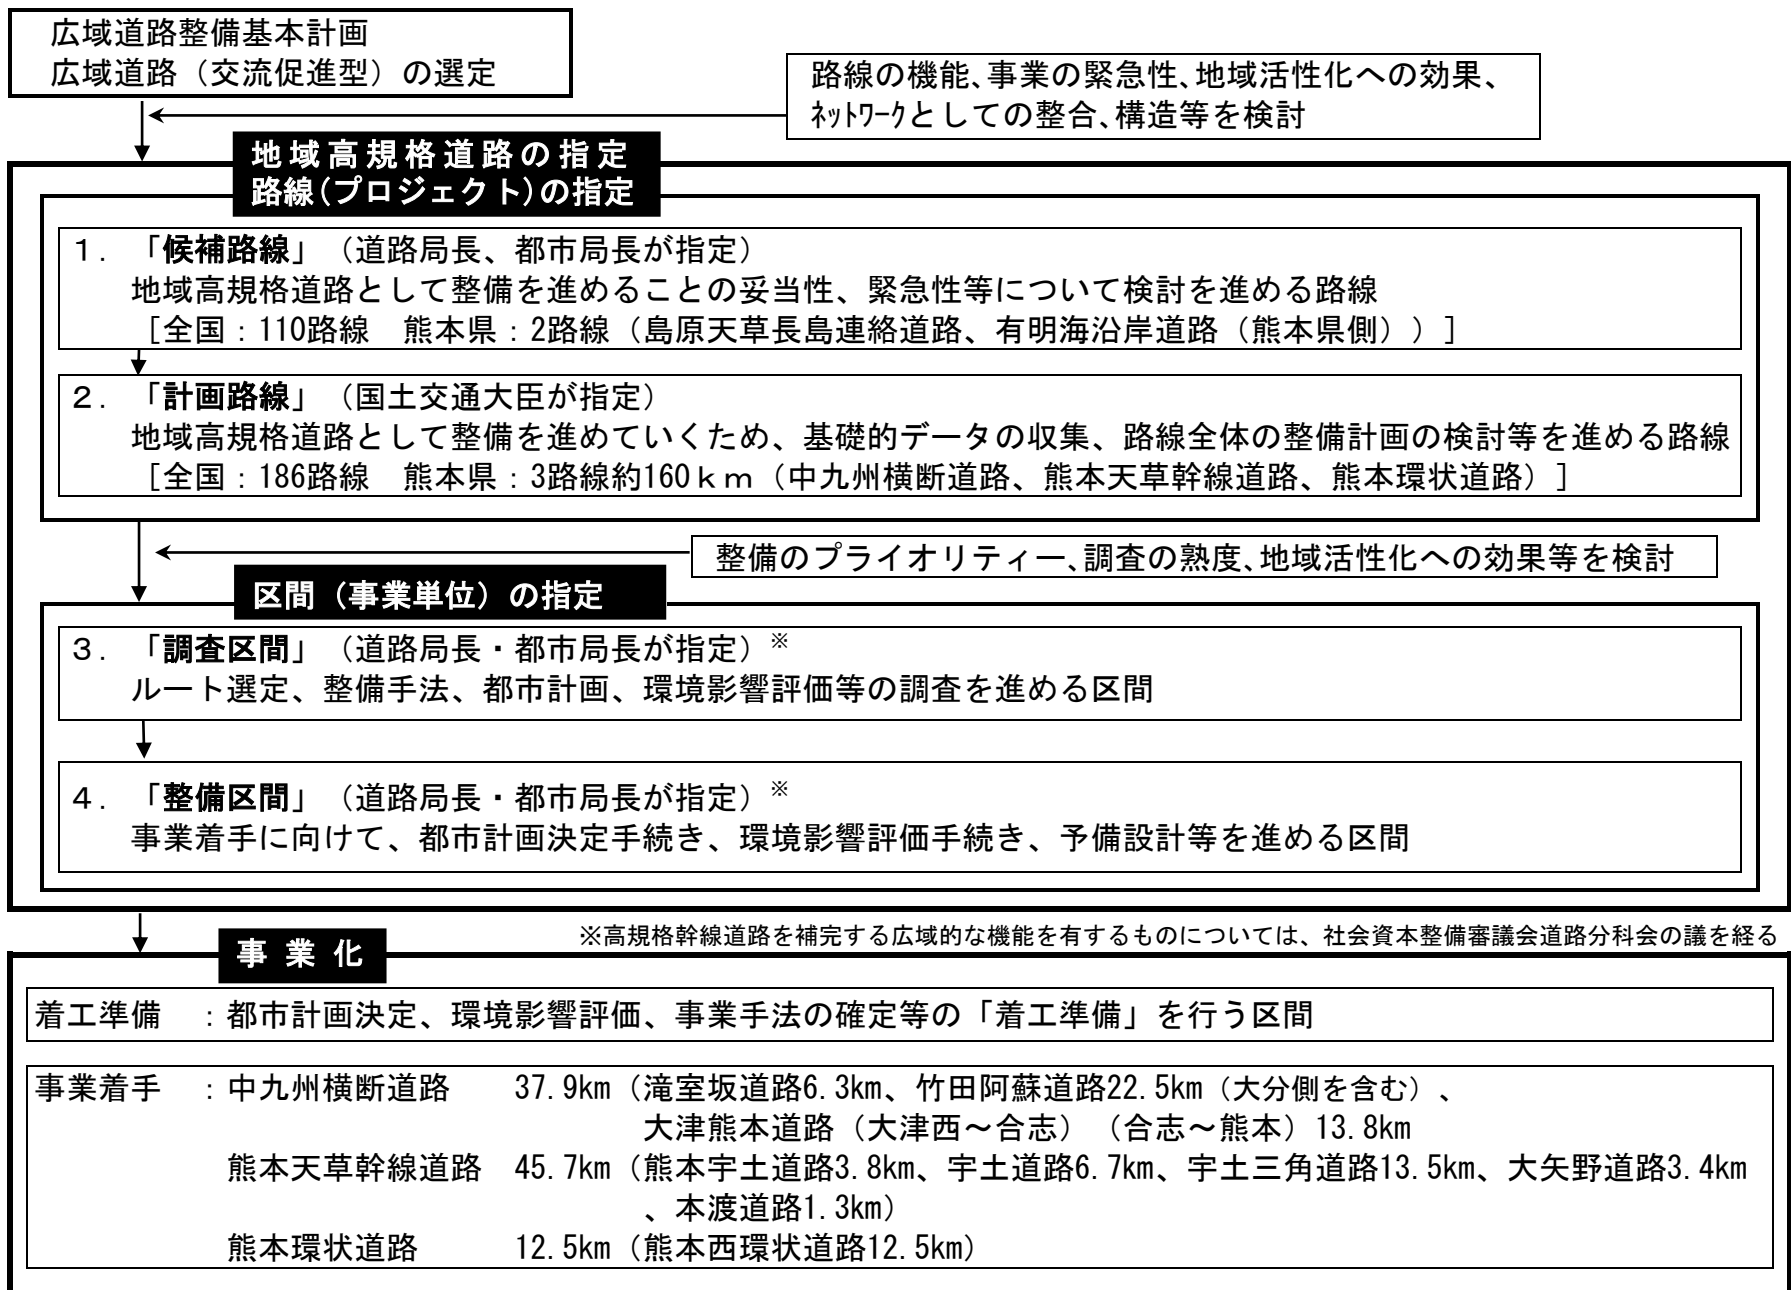 広域道路整備基本計画
広域道路（交流促進型）の選定
路線の機能、事業の緊急性、地域活性化への効果、
ﾈｯﾄﾜｰｸとしての整合、構造等を検討
地域高規格道路の指定
路線(プロジェクト)の指定
１．「候補路線」（道路局長、都市局長が指定）
地域高規格道路として整備を進めることの妥当性、緊急性等について検討を進める路線
［全国：110路線　熊本県：2路線（島原天草長島連絡道路、有明海沿岸道路（熊本県側））］
２．「計画路線」（国土交通大臣が指定）
地域高規格道路として整備を進めていくため、基礎的データの収集、路線全体の整備計画の検討等を進める路線
［全国：186路線　熊本県：3路線約160ｋｍ（中九州横断道路、熊本天草幹線道路、熊本環状道路）］
整備のプライオリティー、調査の熟度、地域活性化への効果等を検討
区間（事業単位）の指定
３．「調査区間」（道路局長・都市局長が指定）※
ルート選定、整備手法、都市計画、環境影響評価等の調査を進める区間
４．「整備区間」（道路局長・都市局長が指定）※
事業着手に向けて、都市計画決定手続き、環境影響評価手続き、予備設計等を進める区間
※高規格幹線道路を補完する広域的な機能を有するものについては、社会資本整備審議会道路分科会の議を経る
事業化
着工準備　：都市計画決定、環境影響評価、事業手法の確定等の「着工準備」を行う区間
事業着手　：中九州横断道路　37.9km（滝室坂道路6.3km、竹田阿蘇道路22.5km（大分側を含む）、
大津熊本道路（大津西～合志）（合志～熊本）13.8km
熊本天草幹線道路　45.7km（熊本宇土道路3.8km、宇土道路6.7km、宇土三角道路13.5km、大矢野道路3.4km
、本渡道路1.3km）
熊本環状道路　12.5km（熊本西環状道路12.5km）